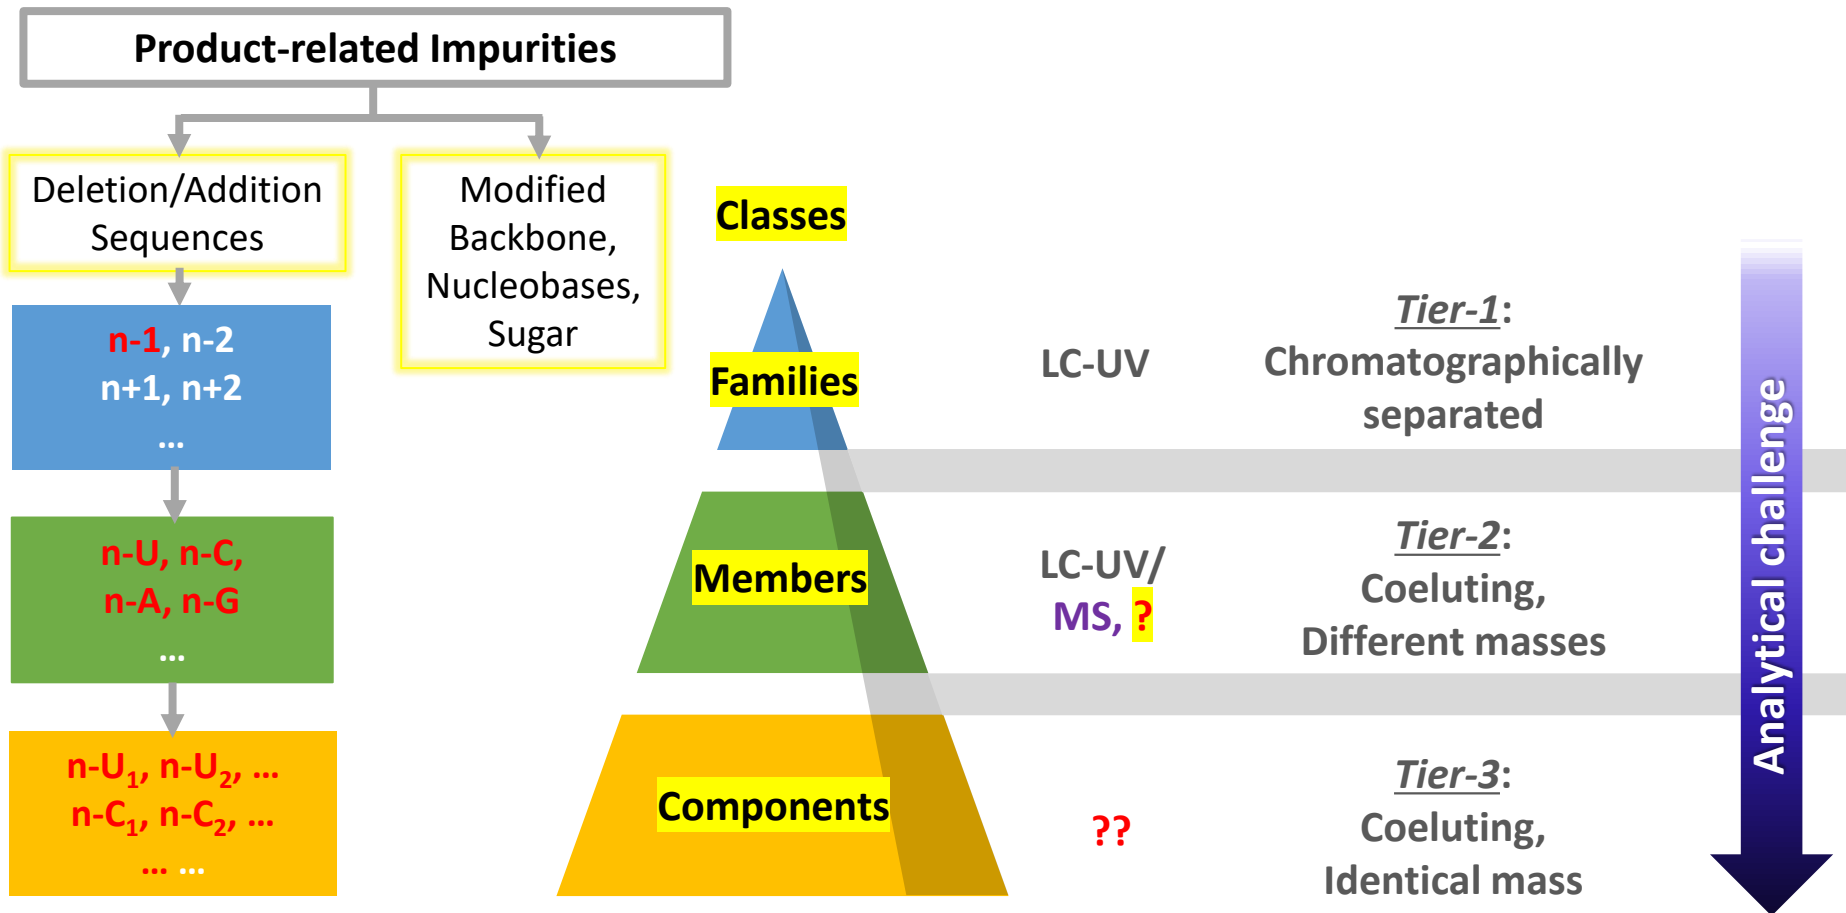 Product-related Impurities
Deletion/Addition
Sequences
Modified
Backbone,
Nucleobases,
Sugar
n-1, n-2
n+1, n+2
...
n-U, n-C,
n-A, n-G
...
n-U₁, n-U₂, ...
n-C₁, n-C₂, ...
... ...
Classes
Families
Members
Components
LC-UV
LC-UV/
MS, ?
??
Tier-1:
Chromatographically
separated
Tier-2:
Coeluting,
Different masses
Tier-3:
Coeluting,
Identical mass
Analytical challenge